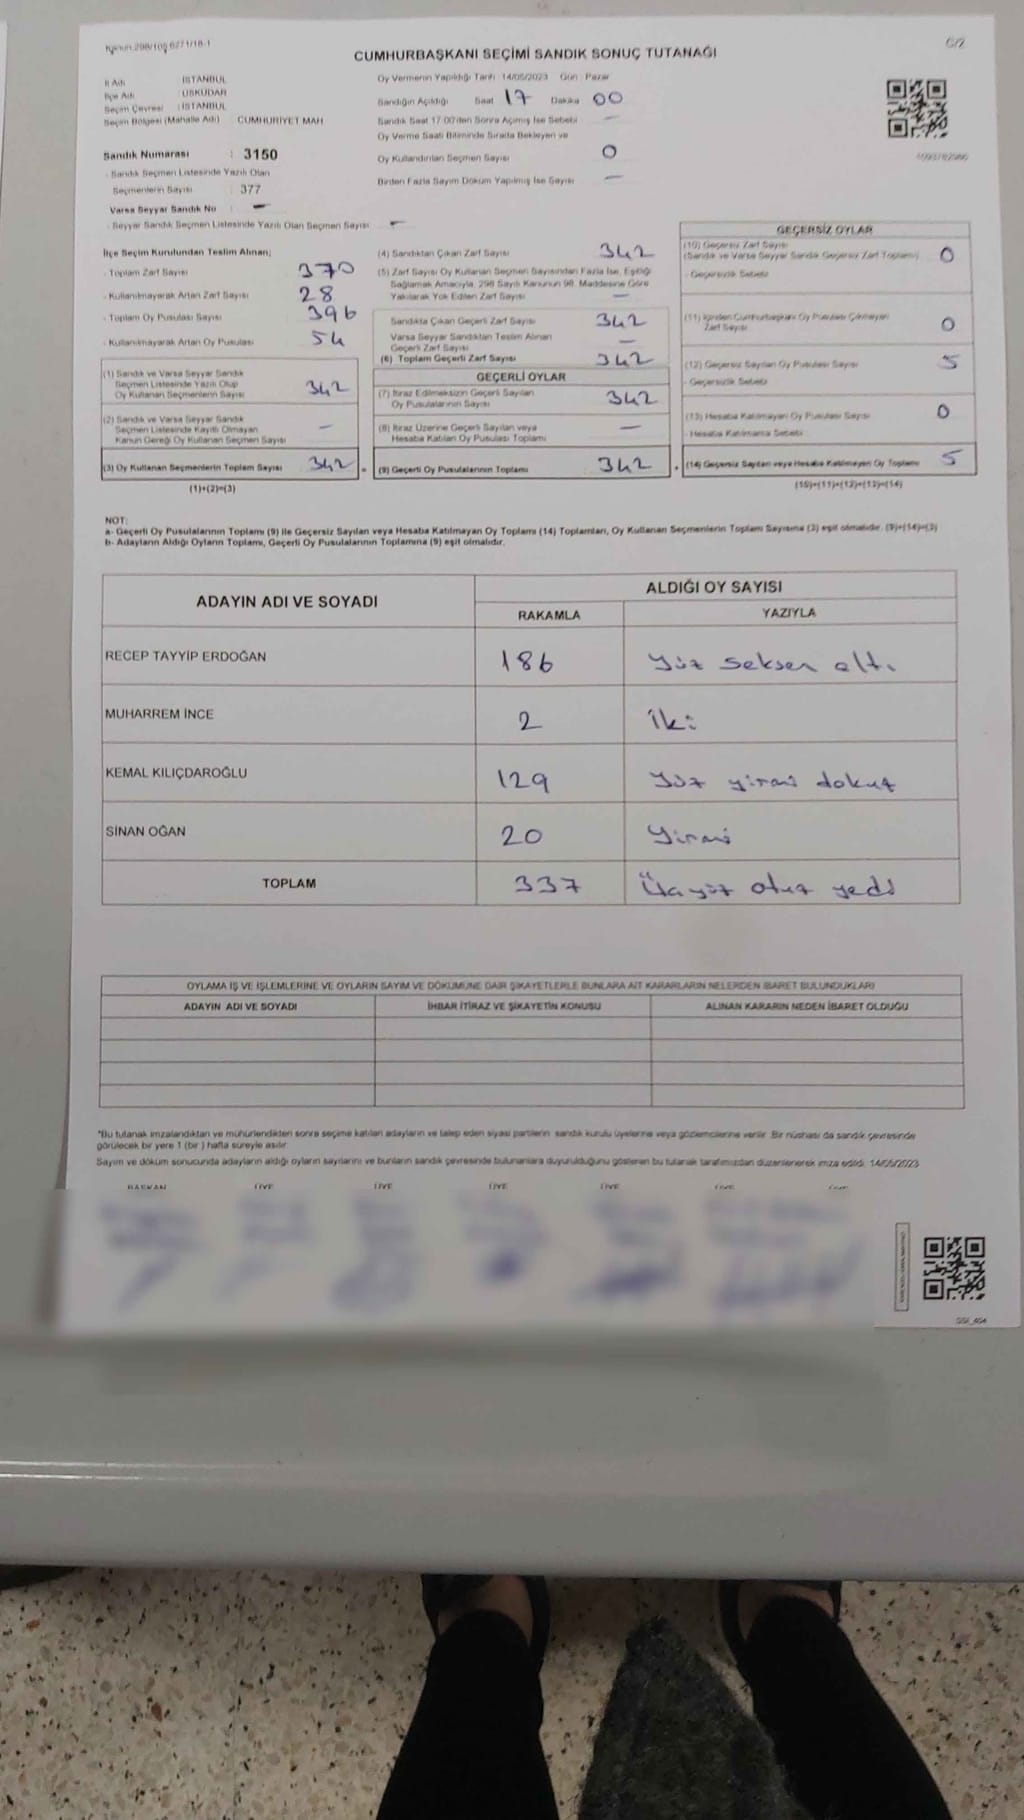 Kanun:298/105 6271/18-1
C/2
CUMHURBAŞKANI SEÇİMİ SANDIK SONUÇ TUTANAĞI
İl Adı : İSTANBUL
İlçe Adı : ÜSKÜDAR
Seçim Çevresi : İSTANBUL
Seçim Bölgesi (Mahalle Adı) CUMHURİYET MAH
Sandık Numarası : 3150
- Sandık Seçmen Listesinde Yazılı Olan
Seçmenlerin Sayısı : 377
Varsa Seyyar Sandık No : -
- Seyyar Sandık Seçmen Listesinde Yazılı Olan Seçmen Sayısı -
Oy Vermenin Yapıldığı Tarih 14/05/2023 Gün : Pazar
Sandığın Açıldığı Saat 17 Dakika 00
Sandık Saat 17:00'den Sonra Açılmış İse Sebebi -
Oy Verme Saati Bitiminde Sırada Bekleyen ve
Oy Kullandırılan Seçmen Sayısı 0
Birden Fazla Sayım Döküm Yapılmış İse Sayısı -
İlçe Seçim Kurulundan Teslim Alınan;
- Toplam Zarf Sayısı 370
- Kullanılmayarak Artan Zarf Sayısı 28
- Toplam Oy Pusulası Sayısı 396
- Kullanılmayarak Artan Oy Pusulası 54
(1) Sandık ve Varsa Seyyar Sandık
Seçmen Listesinde Yazılı Olup
Oy Kullanan Seçmenlerin Sayısı 342
(2) Sandık ve Varsa Seyyar Sandık
Seçmen Listesinde Kayıtlı Olmayan
Kanun Gereği Oy Kullanan Seçmen Sayısı -
(3) Oy Kullanan Seçmenlerin Toplam Sayısı 342 =
(1)+(2)=(3)
(4) Sandıktan Çıkan Zarf Sayısı 342
(5) Zarf Sayısı Oy Kullanan Seçmen Sayısından Fazla İse, Eşitliği
Sağlamak Amacıyla, 298 Sayılı Kanunun 98. Maddesine Göre
Yakılarak Yok Edilen Zarf Sayısı -
Sandıkta Çıkan Geçerli Zarf Sayısı 342
Varsa Seyyar Sandıktan Teslim Alınan
Geçerli Zarf Sayısı -
(6) Toplam Geçerli Zarf Sayısı 342
GEÇERLİ OYLAR
(7) İtiraz Edilmeksizin Geçerli Sayılan
Oy Pusulalarının Sayısı 342
(8) İtiraz Üzerine Geçerli Sayılan veya
Hesaba Katılan Oy Pusulası Toplamı -
(9) Geçerli Oy Pusulalarının Toplamı 342 +
GEÇERSİZ OYLAR
(10) Geçersiz Zarf Sayısı
(Sandık ve Varsa Seyyar Sandık Geçersiz Zarf Toplamı) 0
- Geçersizlik Sebebi
(11) İçinden Cumhurbaşkanı Oy Pusulası Çıkmayan
Zarf Sayısı 0
(12) Geçersiz Sayılan Oy Pusulası Sayısı 5
- Geçersizlik Sebebi
(13) Hesaba Katılmayan Oy Pusulası Sayısı 0
- Hesaba Katılmama Sebebi
(14) Geçersiz Sayılan veya Hesaba Katılmayan Oy Toplamı 5
(10)+(11)+(12)+(13)=(14)
NOT:
a- Geçerli Oy Pusulalarının Toplamı (9) ile Geçersiz Sayılan veya Hesaba Katılmayan Oy Toplamı (14) Toplamları, Oy Kullanan Seçmenlerin Toplam Sayısına (3) eşit olmalıdır. (9)+(14)=(3)
b- Adayların Aldığı Oyların Toplamı, Geçerli Oy Pusulalarının Toplamına (9) eşit olmalıdır.
ADAYIN ADI VE SOYADI ALDIĞI OY SAYISI
RAKAMLA YAZIYLA
RECEP TAYYİP ERDOĞAN 186 Yüz seksen altı
MUHARREM İNCE 2 İki
KEMAL KILIÇDAROĞLU 129 Yüz yirmi dokuz
SİNAN OĞAN 20 Yirmi
TOPLAM 337 Üçyüz otuz yedi
OYLAMA İŞ VE İŞLEMLERİNE VE OYLARIN SAYIM VE DÖKÜMÜNE DAİR ŞİKAYETLERLE BUNLARA AİT KARARLARIN NELERDEN İBARET BULUNDUKLARI
ADAYIN ADI VE SOYADI İHBAR İTİRAZ VE ŞİKAYETİN KONUSU ALINAN KARARIN NEDEN İBARET OLDUĞU
*Bu tutanak imzalandıktan ve mühürlendikten sonra seçime katılan adayların ve talep eden siyasi partilerin sandık kurulu üyelerine veya gözlemcilerine verilir. Bir nüshası da sandık çevresinde
görülecek bir yere 1 (bir ) hafta süreyle asılır.
Sayım ve döküm sonucunda adayların aldığı oyların sayılarını ve bunların sandık çevresinde bulunanlara duyurulduğunu gösteren bu tutanak tarafımızdan düzenlenerek imza edildi. 14/05/2023
BAŞKAN ÜYE ÜYE ÜYE ÜYE ÜYE ÜYE